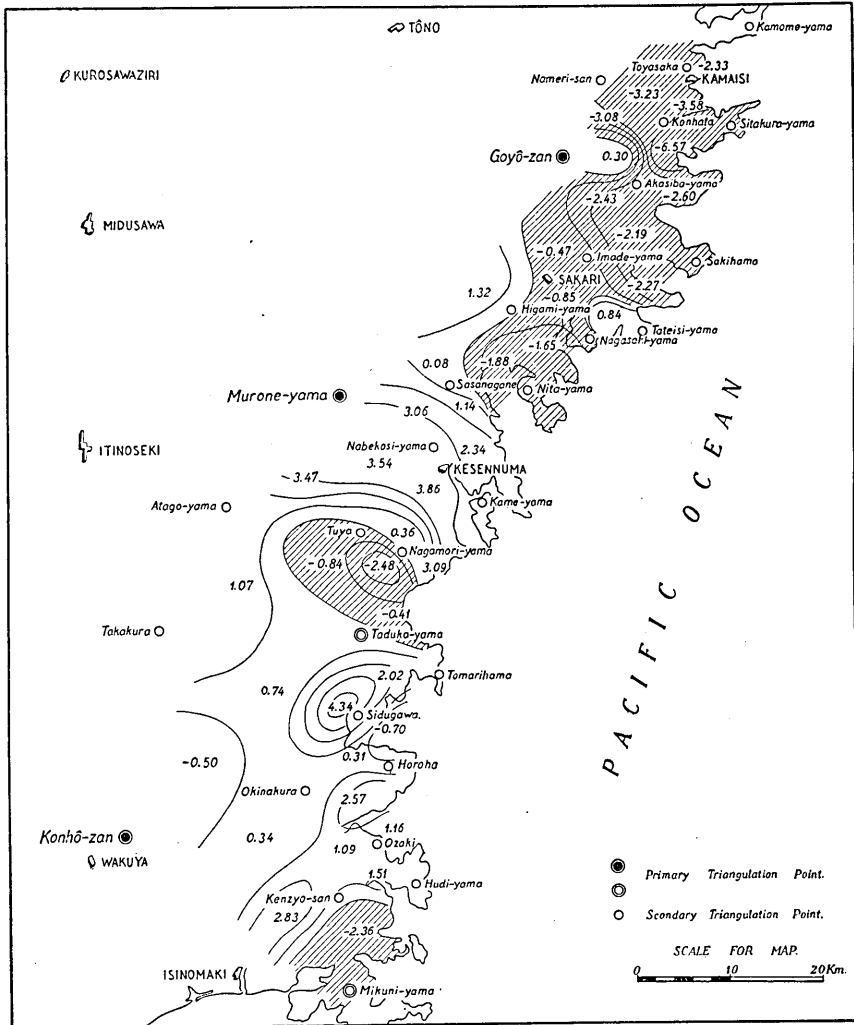 TÔNO
Kamome-yama
KUROSAWAZIRI
Toyasaka
-2.33
Nameri-san
KAMAISI
-3.23
-3.58
-3.08
Konhata
Sitakura-yama
Goyô-zan
0.30
-6.57
Akasiba-yama
-2.43
-2.60
MIDUSAWA
-2.19
-0.47
Imade-yama
Sakihama
SAKARI
1.32
-2.27
-0.85
Higami-yama
0.84
Tateisi-yama
-1.65
Nagasaki-yama
-1.88
0.08
Sasanagane
Nita-yama
Murone-yama
1.14
3.06
ITINOSEKI
Nabekosi-yama
2.34
3.54
KESENNUMA
3.47
3.86
Kame-yama
Atago-yama
Tuya
0.36
Nagamori-yama
-0.84
-2.48
3.09
1.07
-0.41
Takakura
Taduka-yama
2.02
Tomarihama
0.74
4.34
Sidugawa.
-0.70
-0.50
0.31
Horoha
Okinakura
2.57
Konhô-zan
0.34
1.16
1.09
Ozaki
WAKUYA
1.51
Hudi-yama
Kenzyo-san
2.83
-2.36
ISINOMAKI
Mikuni-yama
PACIFIC OCEAN
Primary Triangulation Point.
Scondary Triangulation Point.
SCALE FOR MAP.
0 10 20Km.